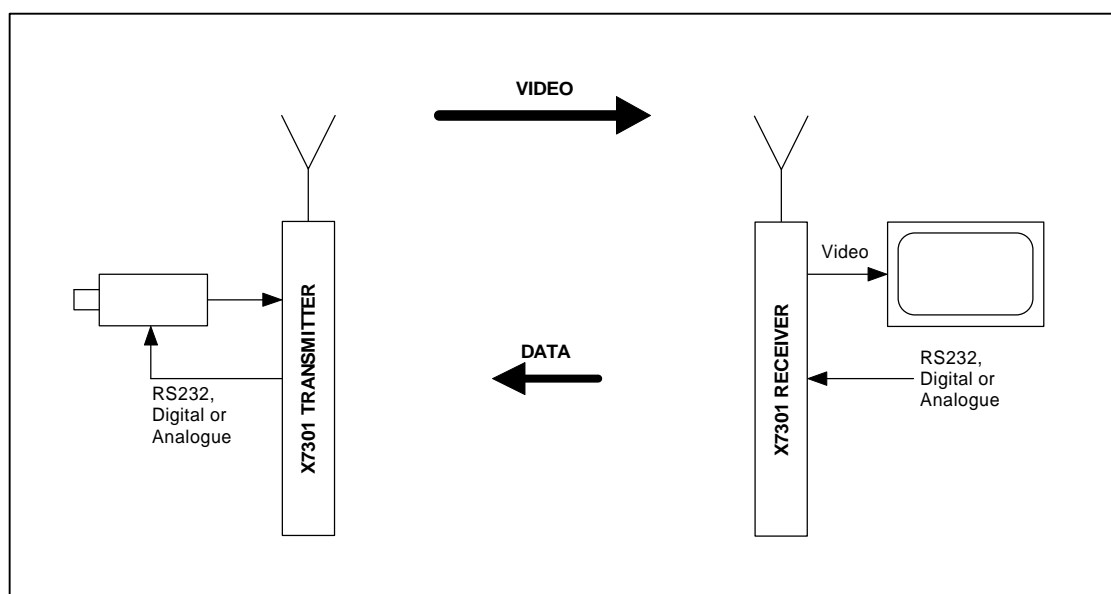 VIDEO
X7301 TRANSMITTER
RS232,
Digital or
Analogue
DATA
X7301 RECEIVER
Video
RS232,
Digital or
Analogue